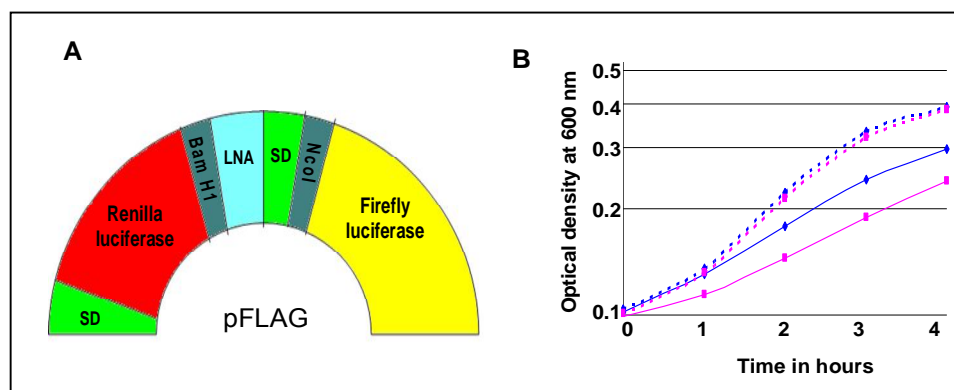 A
SD
Renilla
luciferase
Bam H1
LNA
SD
NcoI
Firefly
luciferase
pFLAG
B
Optical density at 600 nm
0.5
0.4
0.3
0.2
0.1
0
1
2
3
4
Time in hours